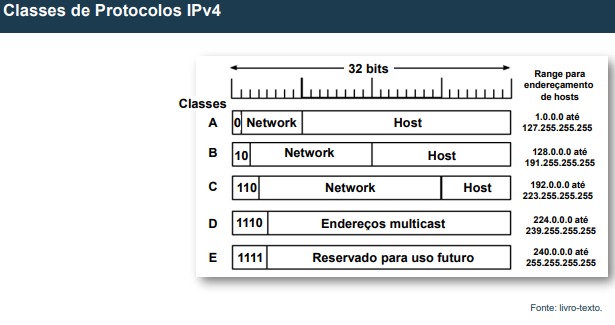 Classes de Protocolos IPv4
32 bits
Range para
endereçamento
de hosts
Classes
A 0 Network Host 1.0.0.0 até
127.255.255.255
B 10 Network Host 128.0.0.0 até
191.255.255.255
C 110 Network Host 192.0.0.0 até
223.255.255.255
D 1110 Endereços multicast 224.0.0.0 até
239.255.255.255
E 1111 Reservado para uso futuro 240.0.0.0 até
255.255.255.255
Fonte: livro-texto.